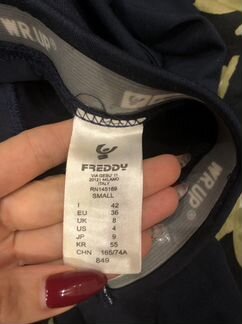 WR.UP®
FREDDY
VIA GESU' 11
20121 MILANO
ITALY
RN145169
SMALL
I 42
EU 36
UK 8
US 4
JP 9
KR 55
CHN 165/74A
849
WR.UP®